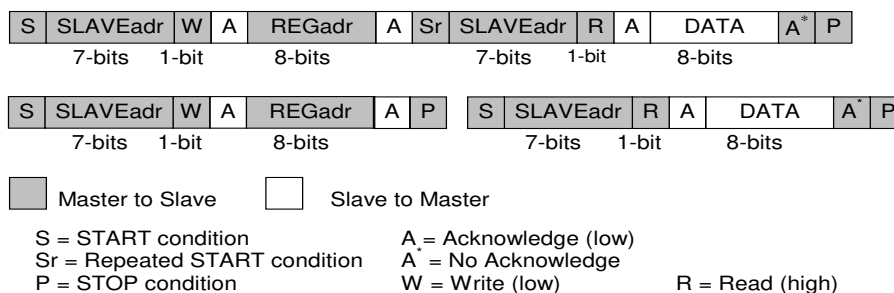 S SLAVEadr W A REGadr A Sr SLAVEadr R A DATA A* P
7-bits 1-bit 8-bits 7-bits 1-bit 8-bits
S SLAVEadr W A REGadr A P S SLAVEadr R A DATA A* P
7-bits 1-bit 8-bits 7-bits 1-bit 8-bits
Master to Slave Slave to Master
S = START condition A = Acknowledge (low)
Sr = Repeated START condition A* = No Acknowledge
P = STOP condition W = Write (low) R = Read (high)